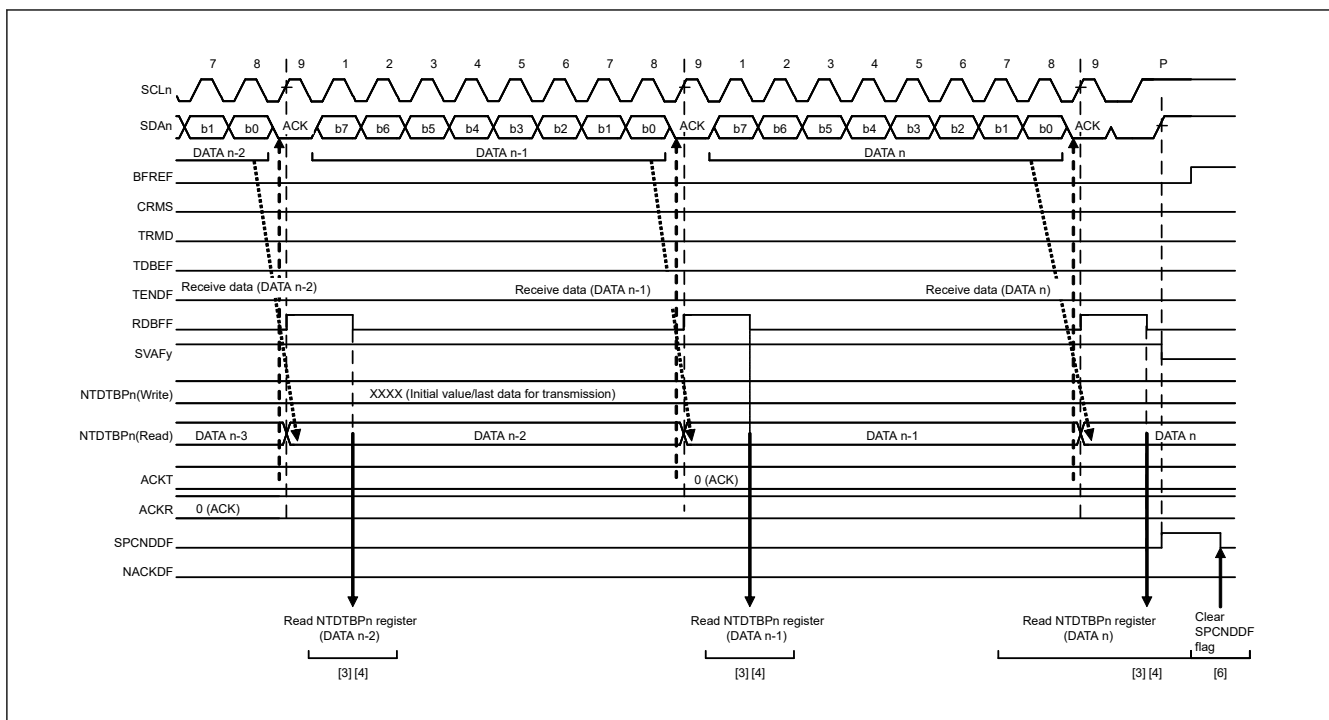 7 8 9 1 2 3 4 5 6 7 8 9 1 2 3 4 5 6 7 8 9 P
SCLn
SDAn b1 b0 ACK b7 b6 b5 b4 b3 b2 b1 b0 ACK b7 b6 b5 b4 b3 b2 b1 b0 ACK
DATA n-2 DATA n-1 DATA n
BFREF
CRMS
TRMD
TDBEF
Receive data (DATA n-2) Receive data (DATA n-1) Receive data (DATA n)
TENDF
RDBFF
SVAFy
NTDTBPn(Write) XXXX (Initial value/last data for transmission)
NTDTBPn(Read) DATA n-3 DATA n-2 DATA n-1 DATA n
ACKT 0 (ACK)
ACKR 0 (ACK)
SPCNDDF
NACKDF
Read NTDTBPn register
(DATA n-2)
[3] [4]
Read NTDTBPn register
(DATA n-1)
[3] [4]
Read NTDTBPn register
(DATA n)
[3] [4]
Clear
SPCNDDF
flag
[6]